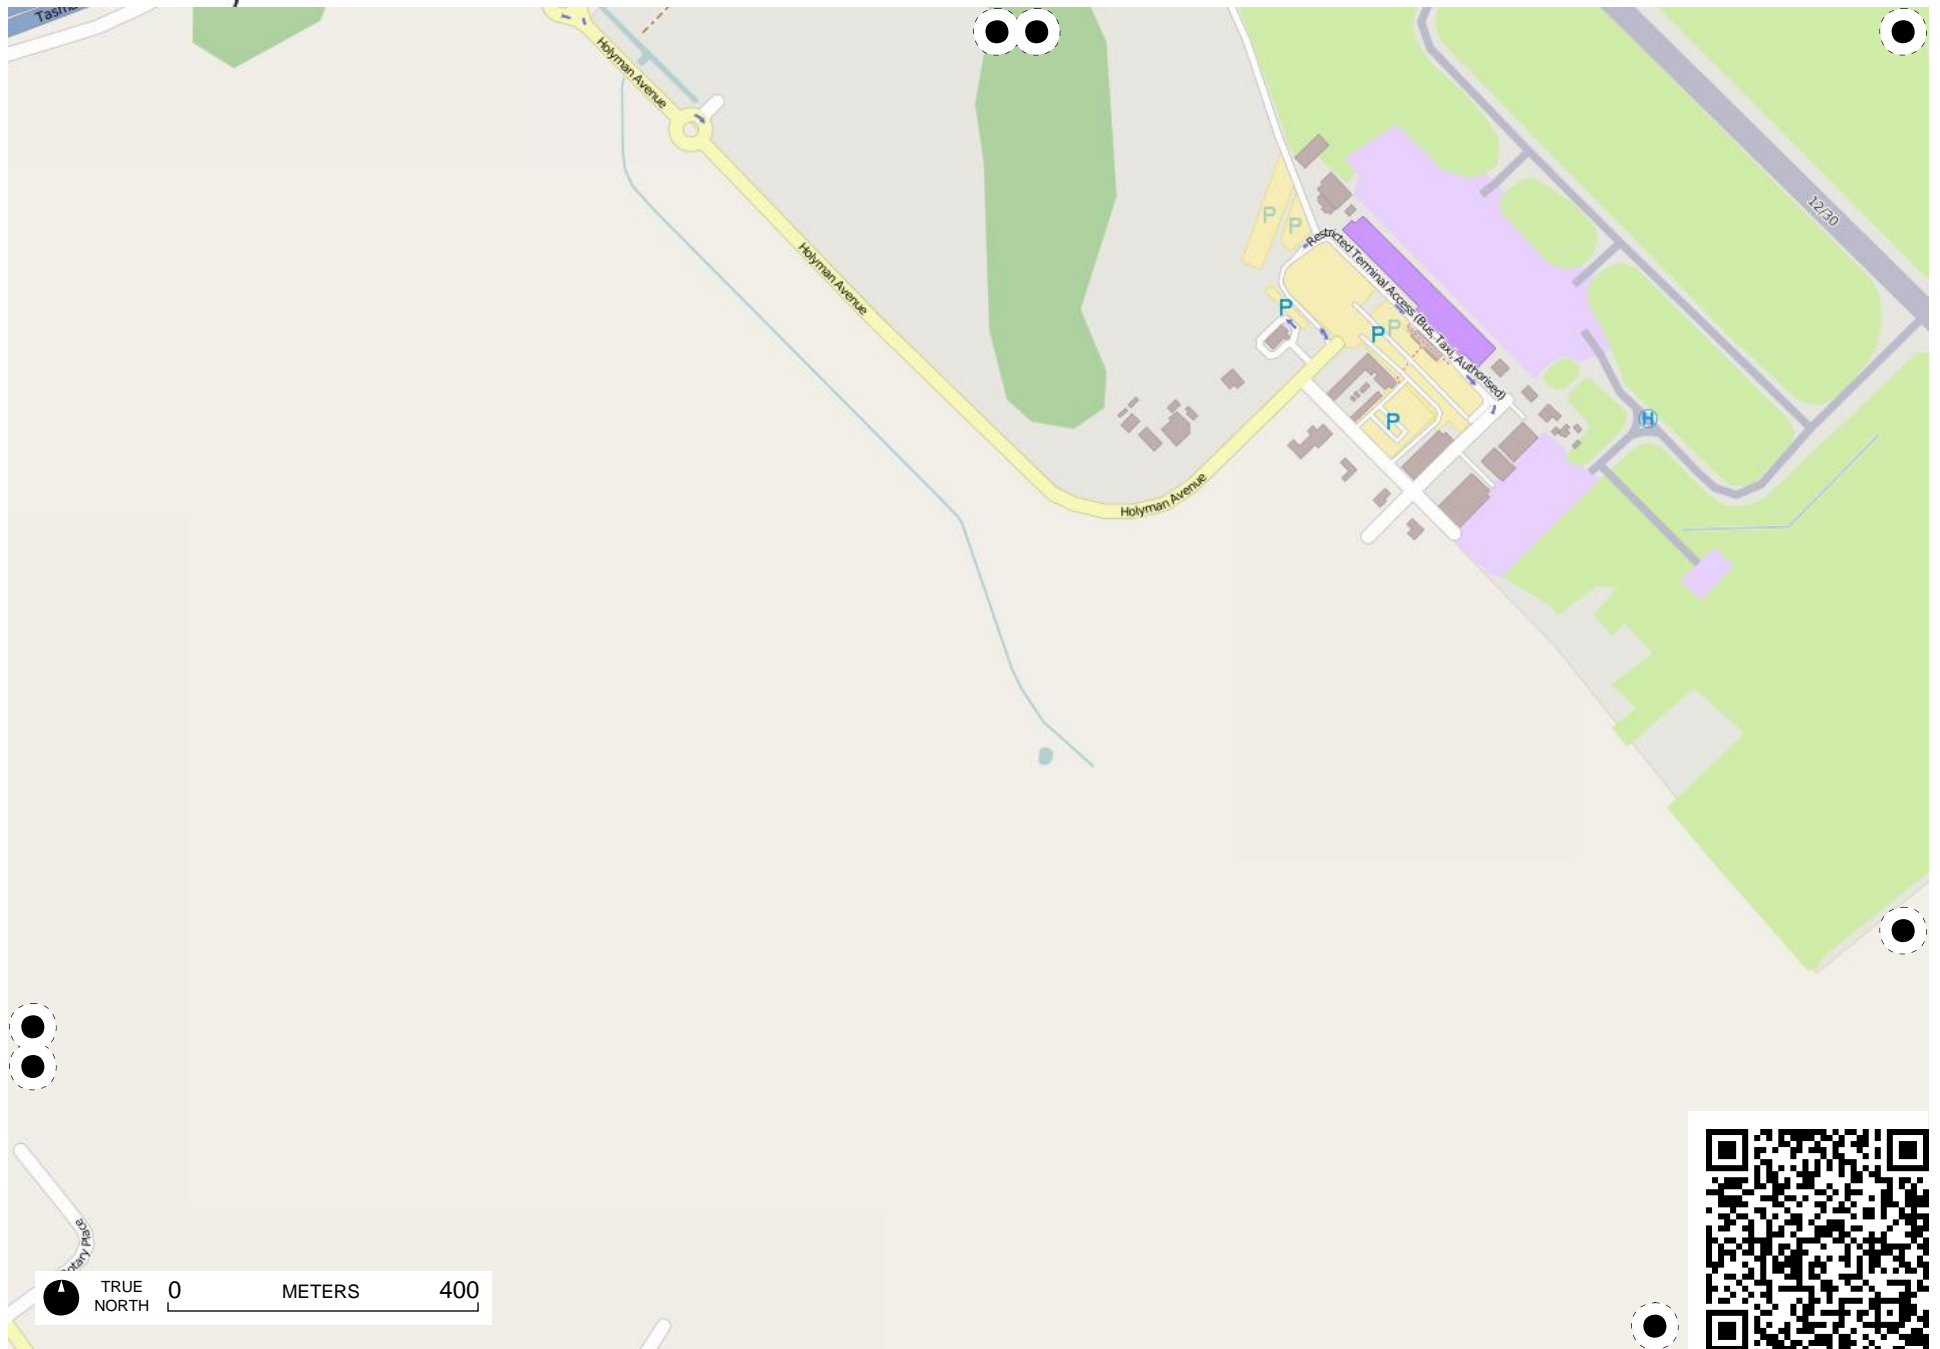 Holyman Avenue
12/30
P
P
Restricted Terminal Access (Bus, Taxi, Authorised)
Holyman Avenue
P
P
P
P
H
Holyman Avenue
TRUE
NORTH
0
METERS
400